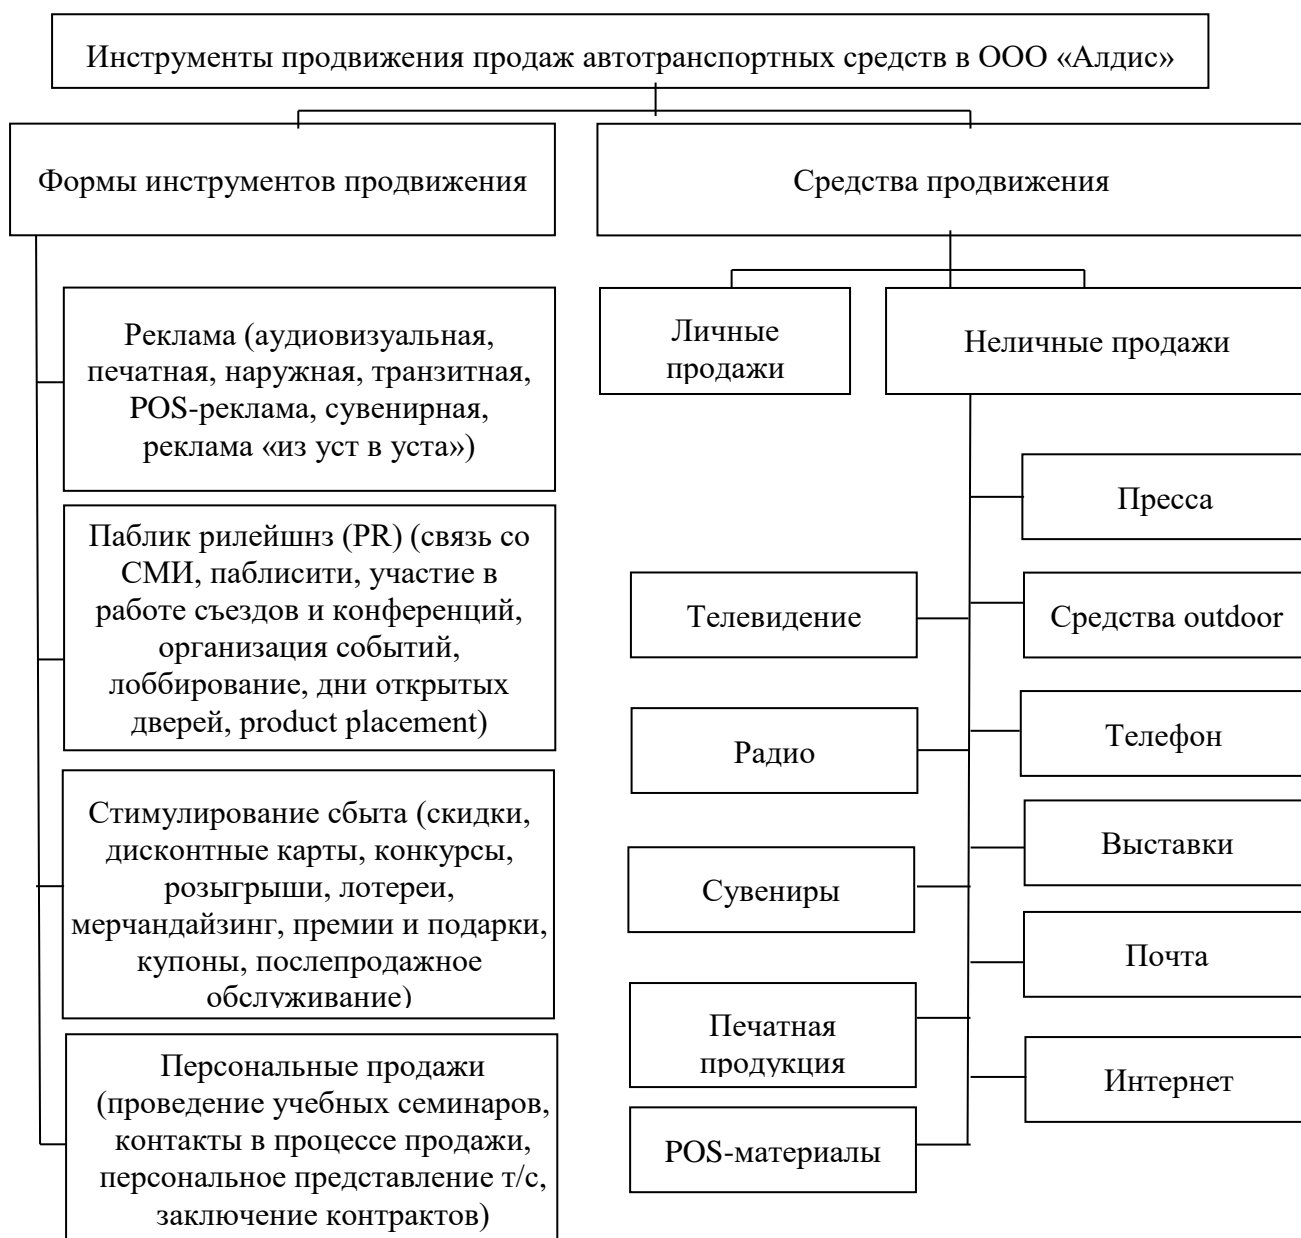 Инструменты продвижения продаж автотранспортных средств в ООО «Алдис»
Формы инструментов продвижения
Средства продвижения
Реклама (аудиовизуальная,
печатная, наружная, транзитная,
POS-реклама, сувенирная,
реклама «из уст в уста»)
Паблик рилейшнз (PR) (связь со
СМИ, паблисити, участие в
работе съездов и конференций,
организация событий,
лоббирование, дни открытых
дверей, product placement)
Стимулирование сбыта (скидки,
дисконтные карты, конкурсы,
розыгрыши, лотереи,
мерчандайзинг, премии и подарки,
купоны, послепродажное
обслуживание)
Персональные продажи
(проведение учебных семинаров,
контакты в процессе продажи,
персональное представление т/с,
заключение контрактов)
Личные
продажи
Неличные продажи
Телевидение
Радио
Сувениры
Печатная
продукция
POS-материалы
Пресса
Средства outdoor
Телефон
Выставки
Почта
Интернет